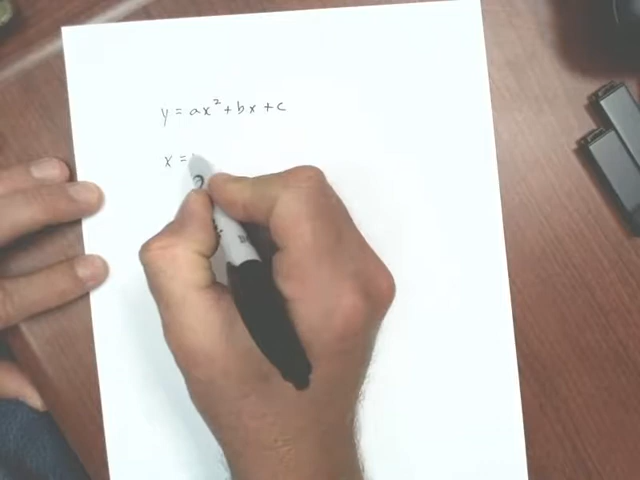 y = ax² + bx + c
x =